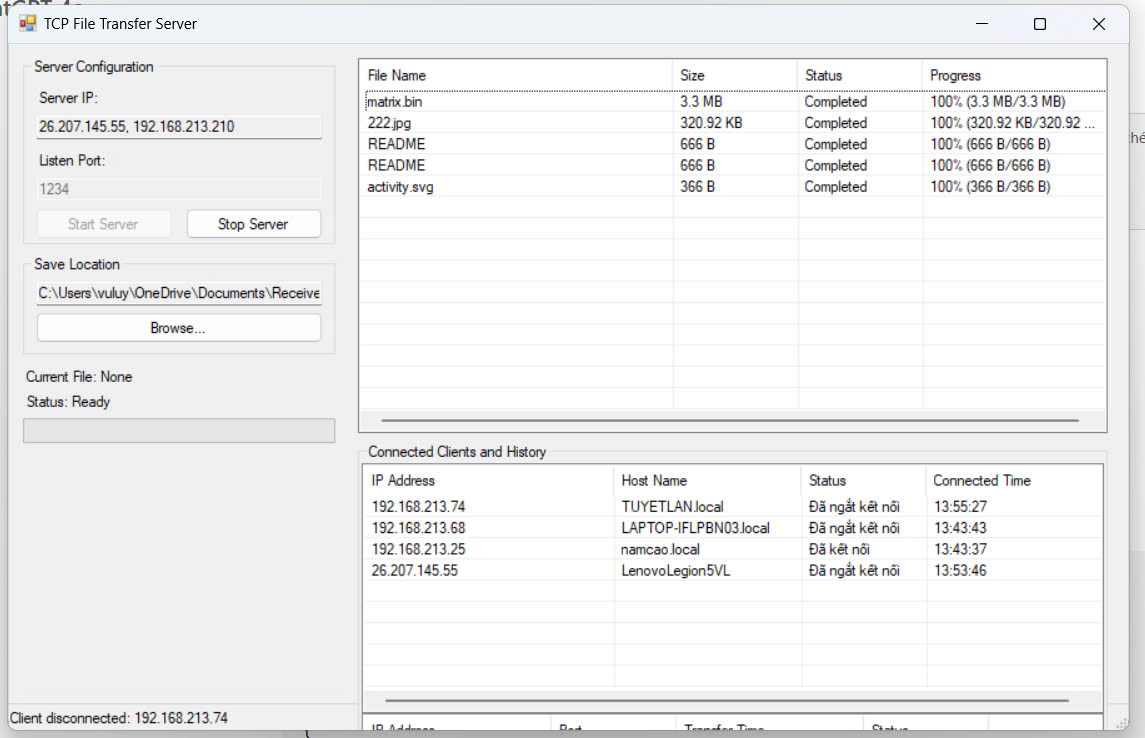 TCP File Transfer Server
Server Configuration
Server IP:
26.207.145.55, 192.168.213.210
Listen Port:
1234
Start Server Stop Server
Save Location
C:\Users\vuluy\OneDrive\Documents\Receive
Browse...
Current File: None
Status: Ready
File Name Size Status Progress
matrix.bin 3.3 MB Completed 100% (3.3 MB/3.3 MB)
222.jpg 320.92 KB Completed 100% (320.92 KB/320.92 ...
README 666 B Completed 100% (666 B/666 B)
README 666 B Completed 100% (666 B/666 B)
activity.svg 366 B Completed 100% (366 B/366 B)
Connected Clients and History
IP Address Host Name Status Connected Time
192.168.213.74 TUYETLAN.local Đã ngắt kết nối 13:55:27
192.168.213.68 LAPTOP-IFLPBN03.local Đã ngắt kết nối 13:43:43
192.168.213.25 namcao.local Đã kết nối 13:43:37
26.207.145.55 LenovoLegion5VL Đã ngắt kết nối 13:53:46
IP Address Port Transfer Time Status
Client disconnected: 192.168.213.74